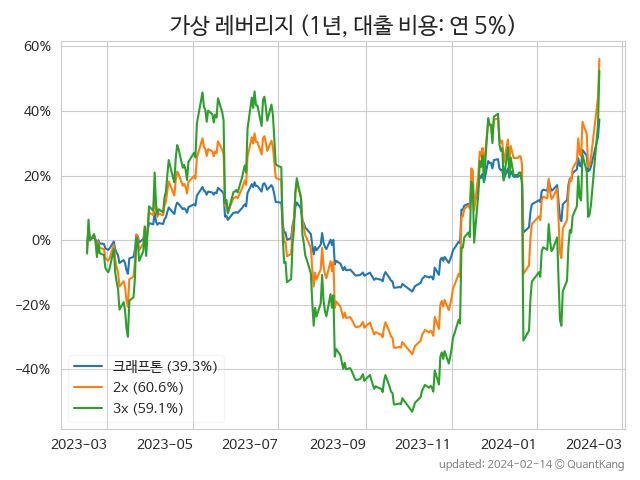 가상 레버리지 (1년, 대출 비용: 연 5%)
60%
40%
20%
0%
−20%
−40%
크래프톤 (39.3%)
2x (60.6%)
3x (59.1%)
2023-03 2023-05 2023-07 2023-09 2023-11 2024-01 2024-03
updated: 2024-02-14 © QuantKang